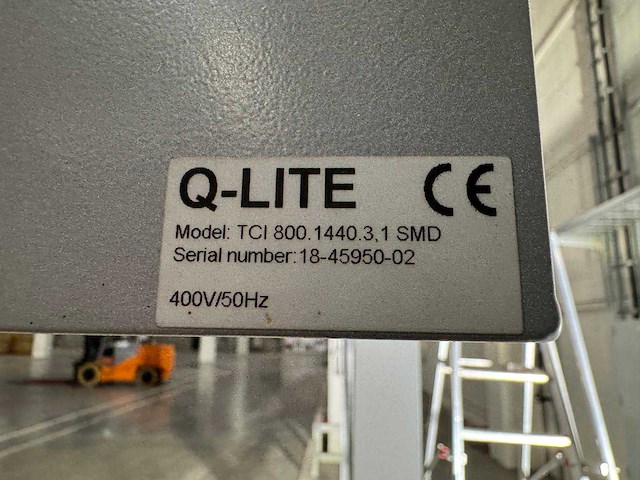 Q-LITE CE
Model: TCI 800.1440.3,1 SMD
Serial number:18-45950-02
400V/50Hz